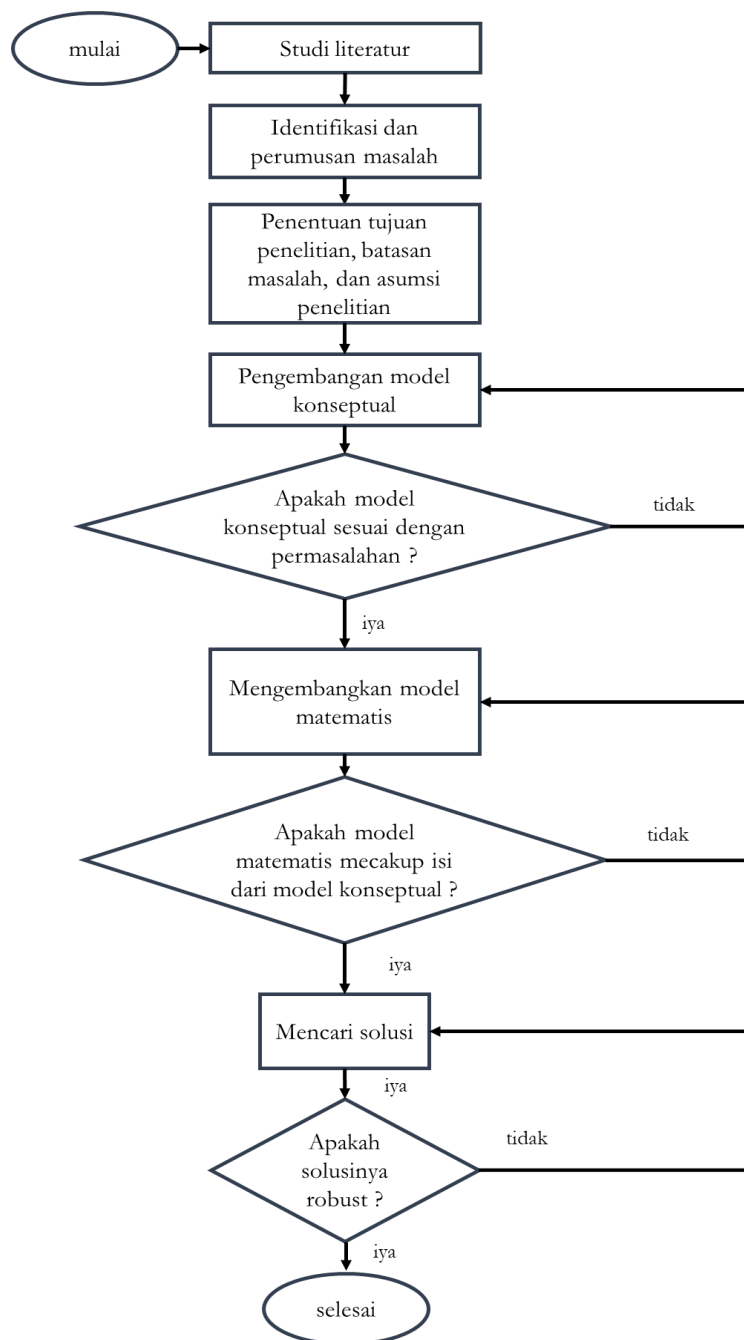 mulai
Studi literatur
Identifikasi dan
perumusan masalah
Penentuan tujuan
penelitian, batasan
masalah, dan asumsi
penelitian
Pengembangan model
konseptual
Apakah model
konseptual sesuai dengan
permasalahan ?
tidak
iya
Mengembangkan model
matematis
Apakah model
matematis mecakup isi
dari model konseptual ?
tidak
iya
Mencari solusi
iya
Apakah
solusinya
robust ?
tidak
iya
selesai